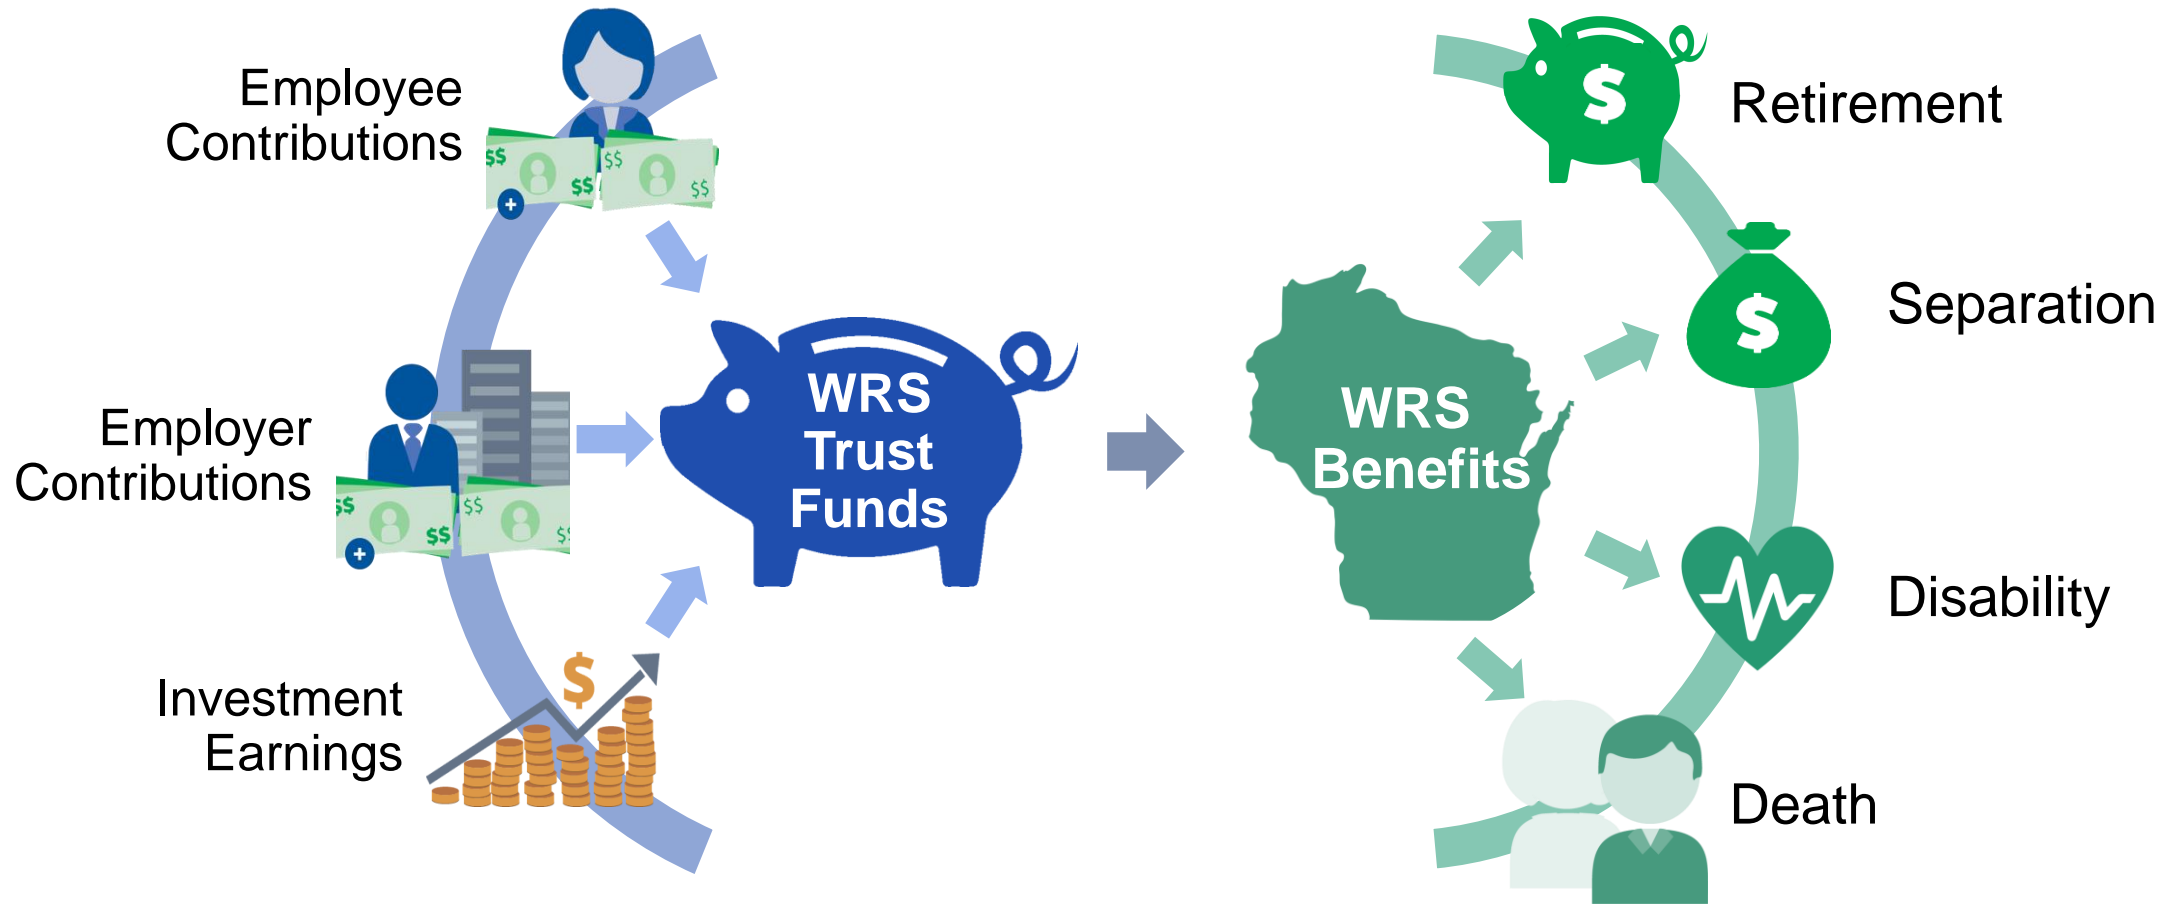 Employee
Contributions
$$
$$
$$
$$
Employer
Contributions
$$
$$
$$
Investment
Earnings
$
WRS
Trust
Funds
WRS
Benefits
$
Retirement
$
Separation
Disability
Death